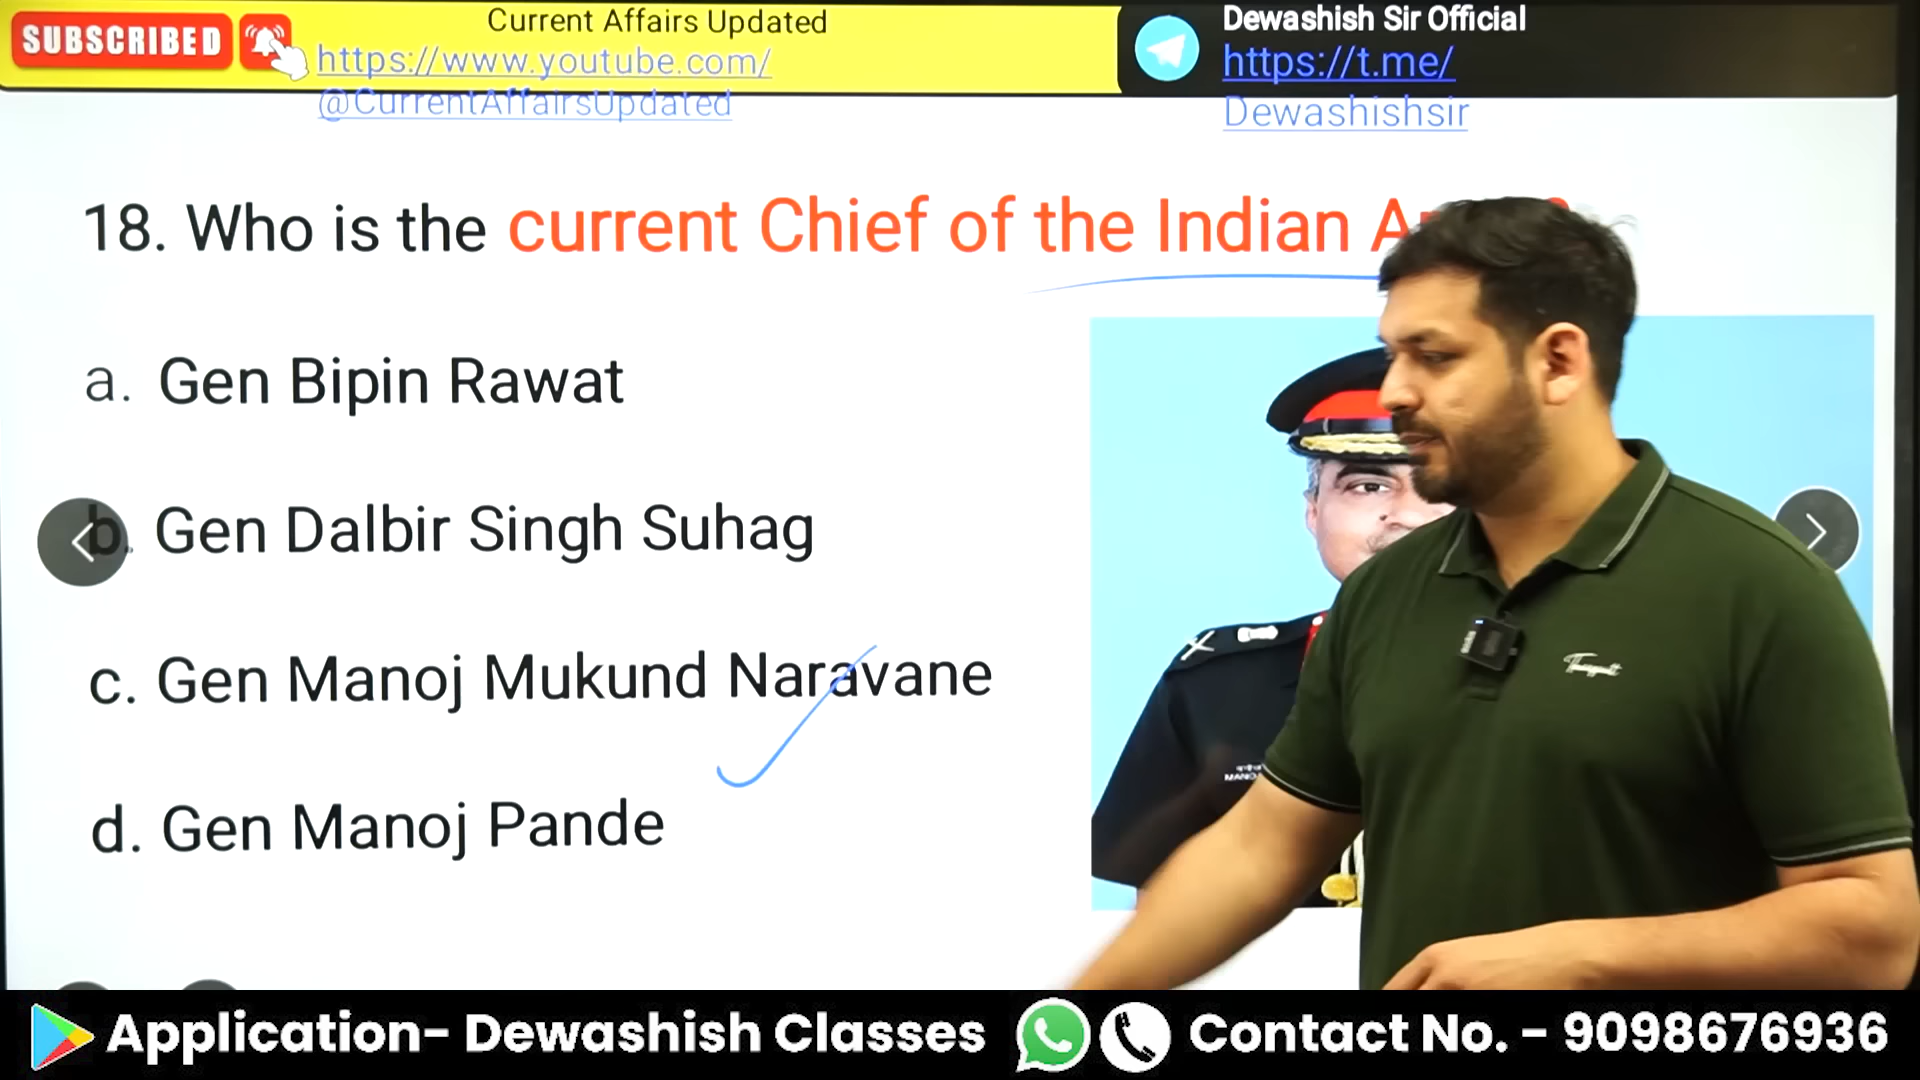 SUBSCRIBED
Current Affairs Updated
https://www.youtube.com/
@CurrentAffairsUpdated
Dewashish Sir Official
https://t.me/
Dewashishsir
18. Who is the current Chief of the Indian
a. Gen Bipin Rawat
b. Gen Dalbir Singh Suhag
c. Gen Manoj Mukund Naravane
d. Gen Manoj Pande
Application- Dewashish Classes
Contact No. - 9098676936